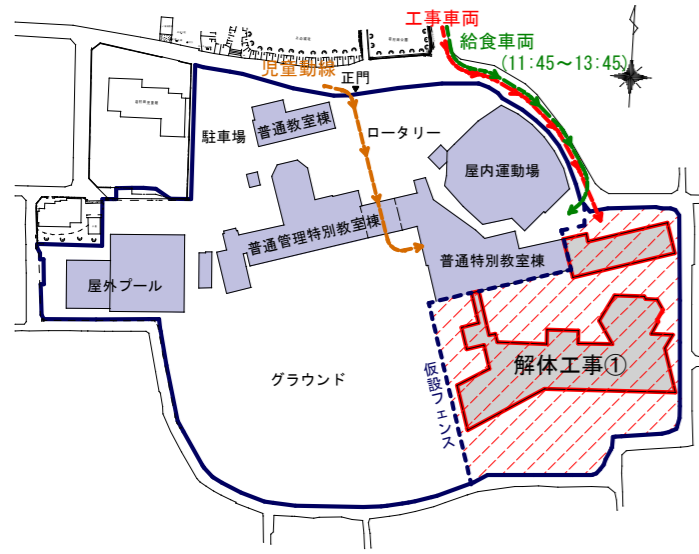 工事車両
給食車両
(11:45～13:45)
児童動線
正門
駐車場
普通教室棟
ロータリー
屋内運動場
普通管理特別教室棟
普通特別教室棟
屋外プール
グラウンド
仮設フェンス
解体工事①